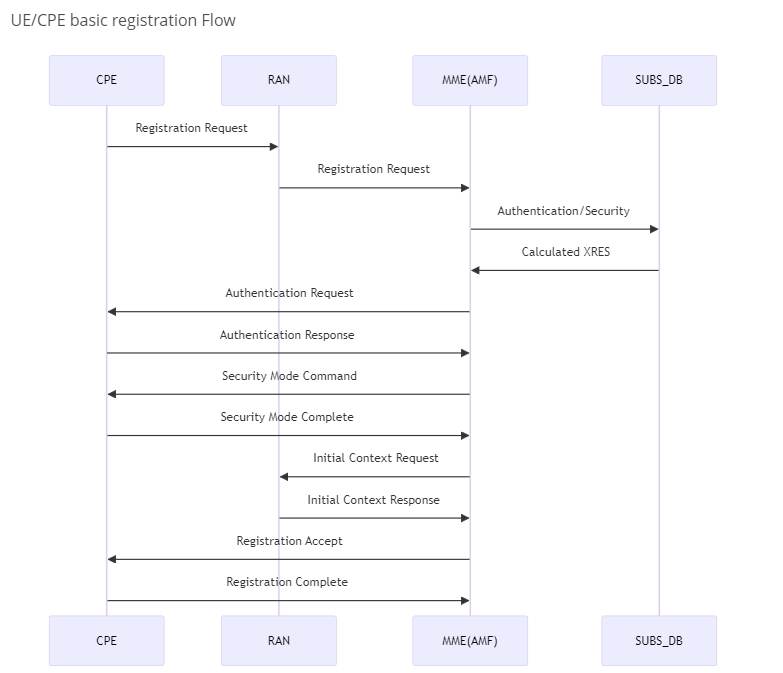 UE/CPE basic registration Flow
CPE RAN MME(AMF) SUBS_DB
Registration Request
Registration Request
Authentication/Security
Calculated XRES
Authentication Request
Authentication Response
Security Mode Command
Security Mode Complete
Initial Context Request
Initial Context Response
Registration Accept
Registration Complete
CPE RAN MME(AMF) SUBS_DB